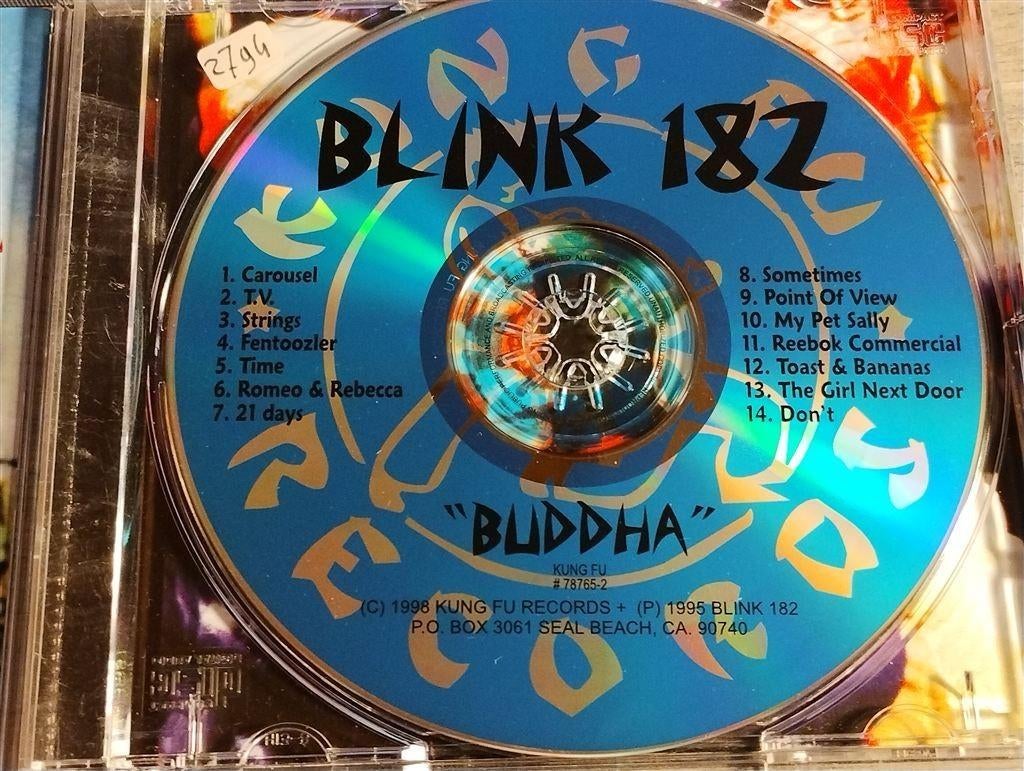 2794
BLINK 182
KUNG FU
RECORDS
1. Carousel
2. T.V.
3. Strings
4. Fentoozler
5. Time
6. Romeo & Rebecca
7. 21 days
8. Sometimes
9. Point Of View
10. My Pet Sally
11. Reebok Commercial
12. Toast & Bananas
13. The Girl Next Door
14. Don't
"BUDDHA"
KUNG FU
# 78765-2
(C) 1998 KUNG FU RECORDS + (P) 1995 BLINK 182
P.O. BOX 3061 SEAL BEACH, CA. 90740